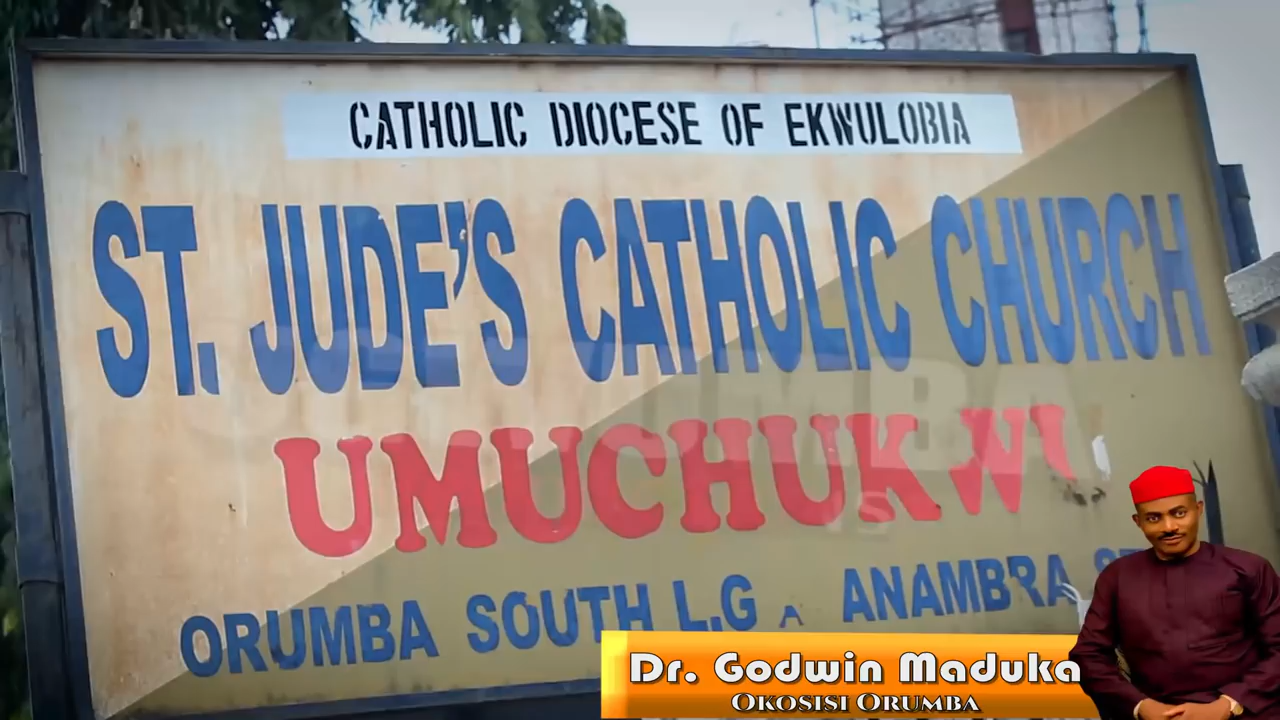 CATHOLIC DIOCESE OF EKWULOBIA
ST. JUDE'S CATHOLIC CHURCH
UMUCHUKWU
ORUMBA SOUTH L.G A ANAMBRA
Dr. Godwin Maduka
OKOSISI ORUMBA